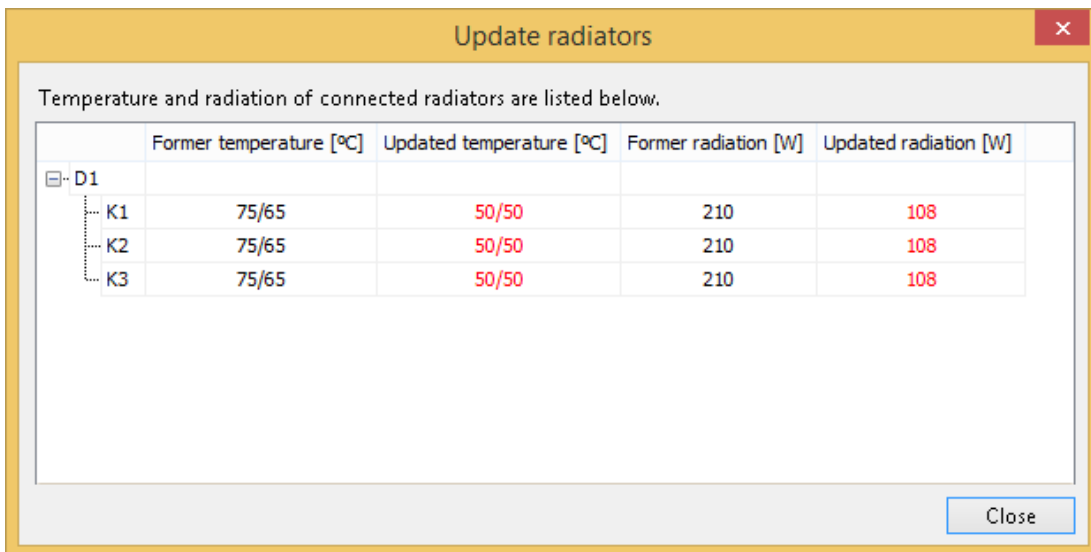 Update radiators
Temperature and radiation of connected radiators are listed below.
Former temperature [ºC] Updated temperature [ºC] Former radiation [W] Updated radiation [W]
D1
K1 75/65 50/50 210 108
K2 75/65 50/50 210 108
K3 75/65 50/50 210 108
Close